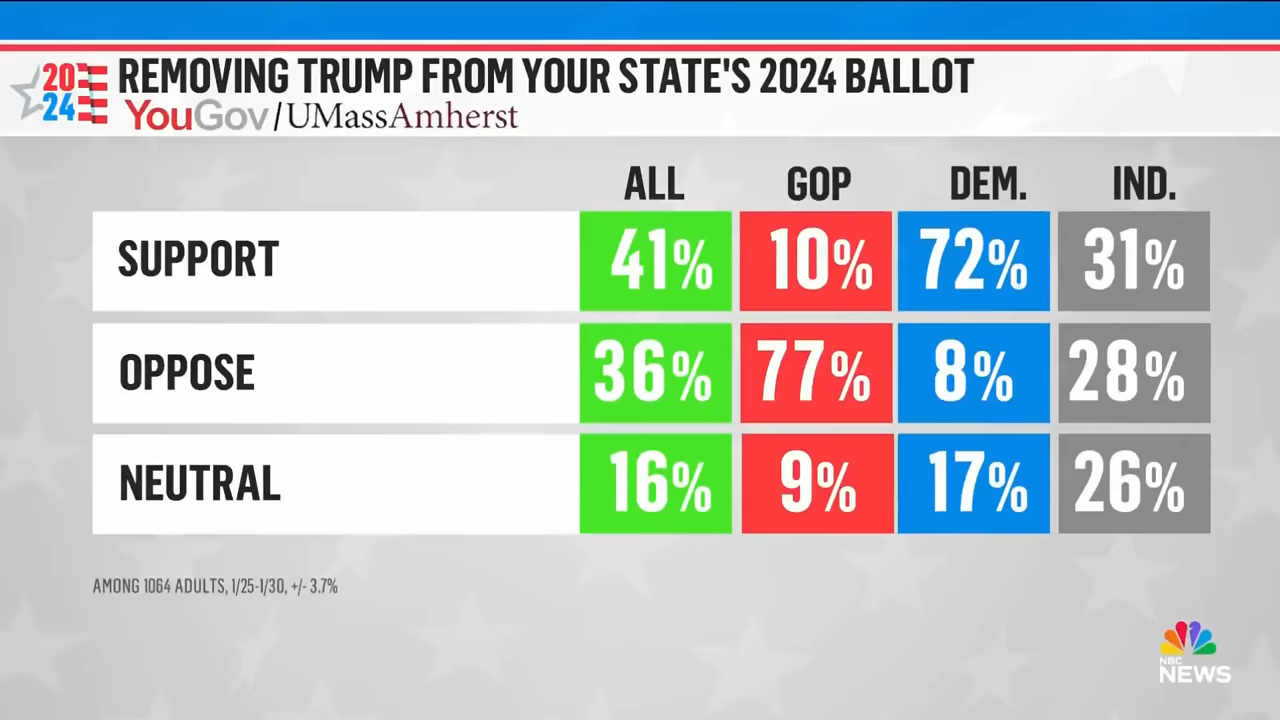 2024
REMOVING TRUMP FROM YOUR STATE'S 2024 BALLOT
YouGov/UMassAmherst
ALL GOP DEM. IND.
SUPPORT 41% 10% 72% 31%
OPPOSE 36% 77% 8% 28%
NEUTRAL 16% 9% 17% 26%
AMONG 1064 ADULTS, 1/25-1/30, +/- 3.7%
NBC
NEWS